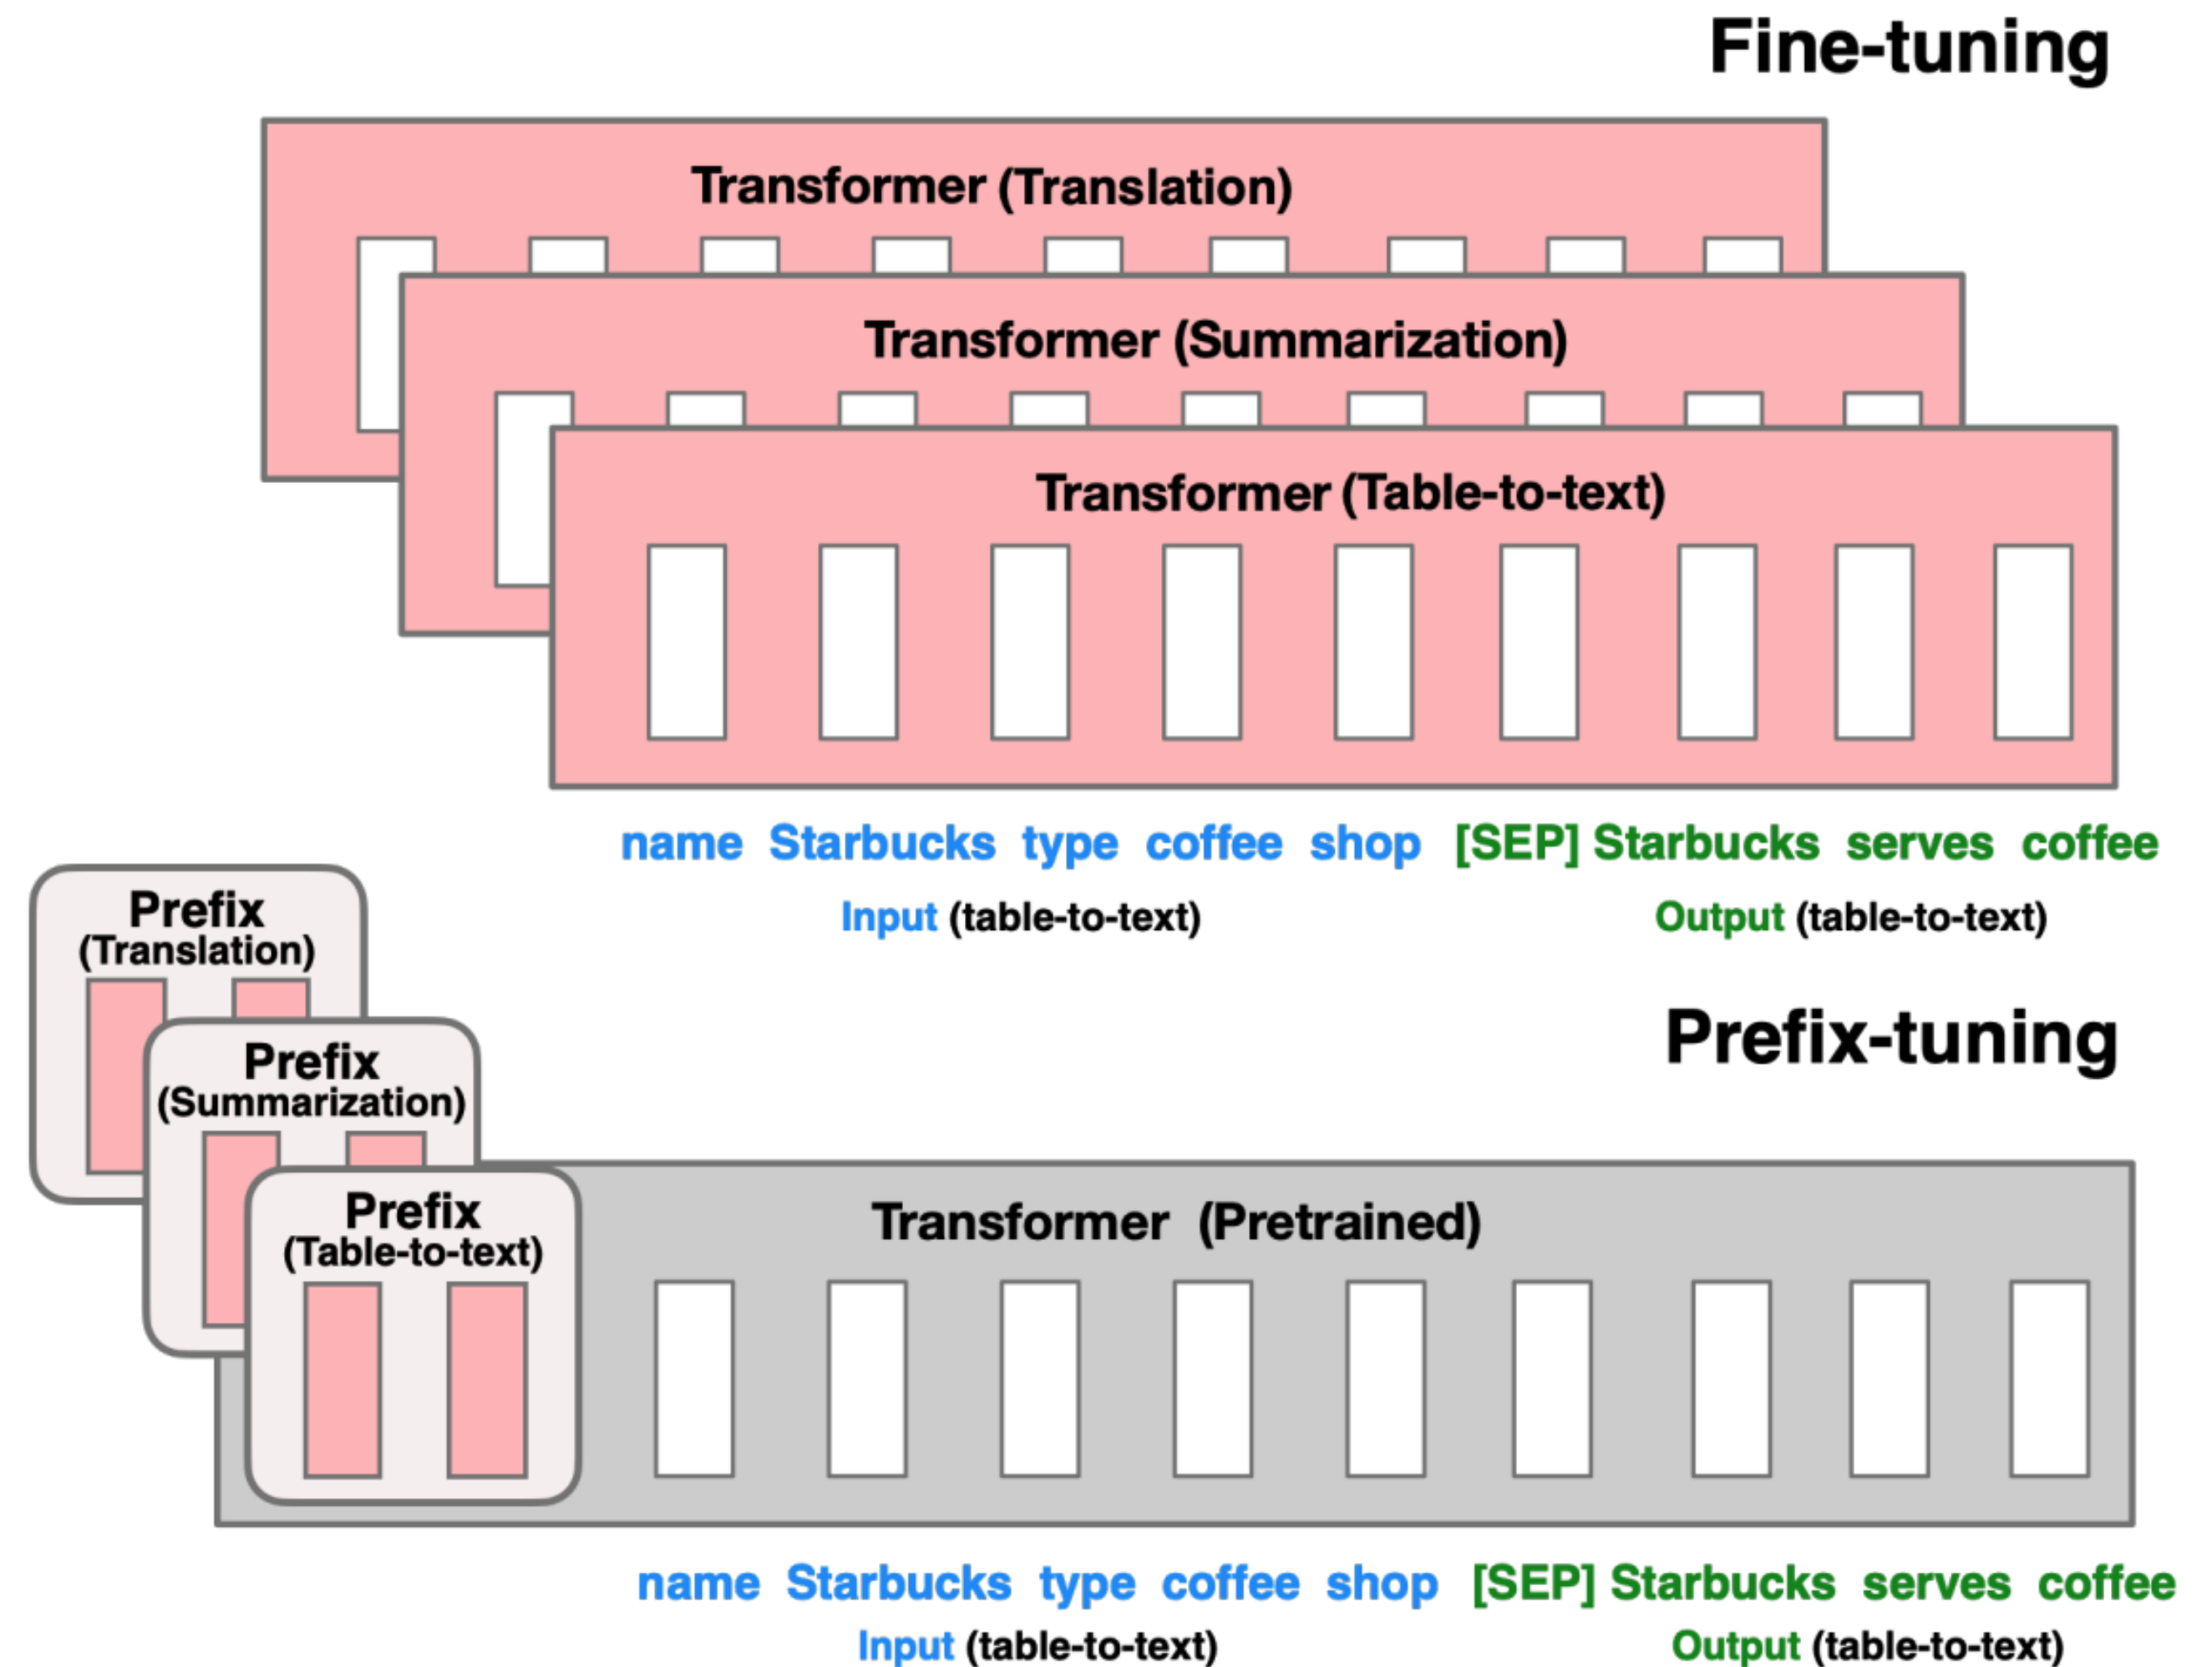 Fine-tuning
Transformer (Translation)
Transformer (Summarization)
Transformer (Table-to-text)
name Starbucks type coffee shop [SEP] Starbucks serves coffee
Input (table-to-text) Output (table-to-text)
Prefix
(Translation)
Prefix-tuning
Prefix
(Summarization)
Prefix
(Table-to-text)
Transformer (Pretrained)
name Starbucks type coffee shop [SEP] Starbucks serves coffee
Input (table-to-text) Output (table-to-text)